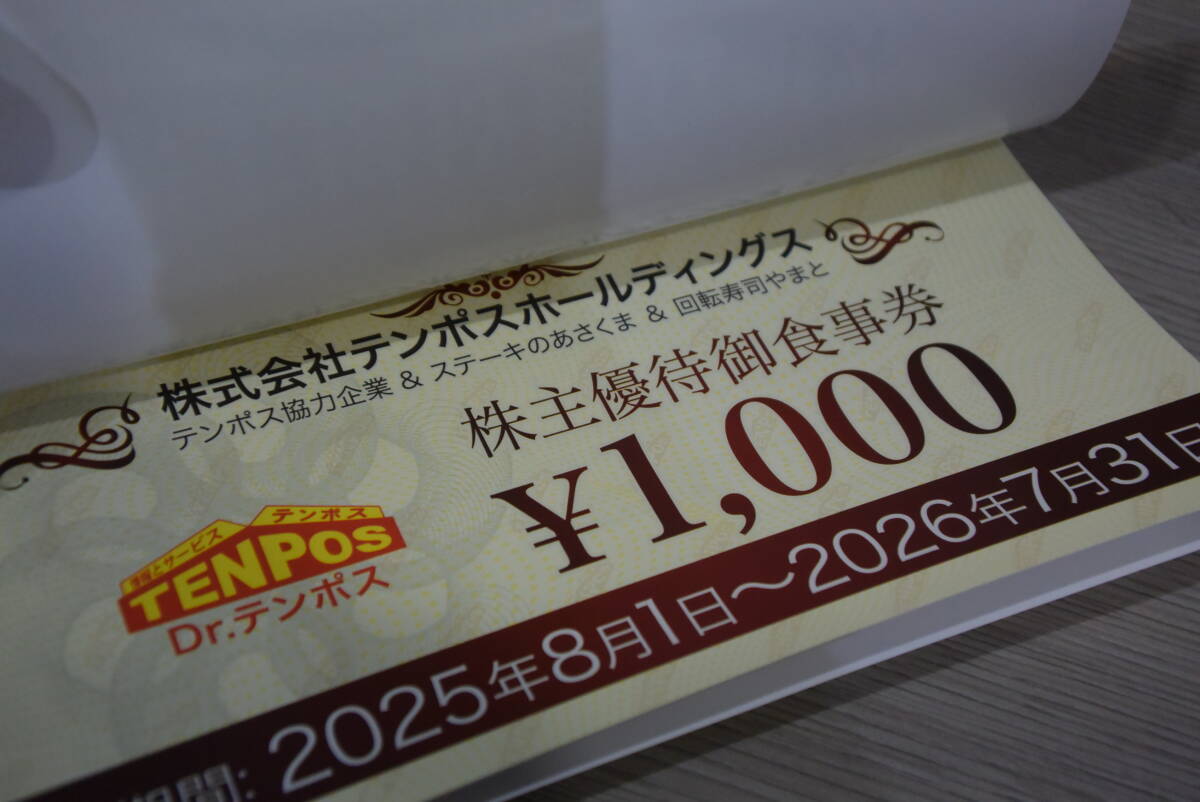 株式会社テンポスホールディングス
テンポス協力企業 & ステーキのあさくま & 回転寿司やまと
株主優待御食事券
¥1,000
テンポス
TENPOS
Dr.テンポス
期間: 2025年8月1日～2026年7月31日